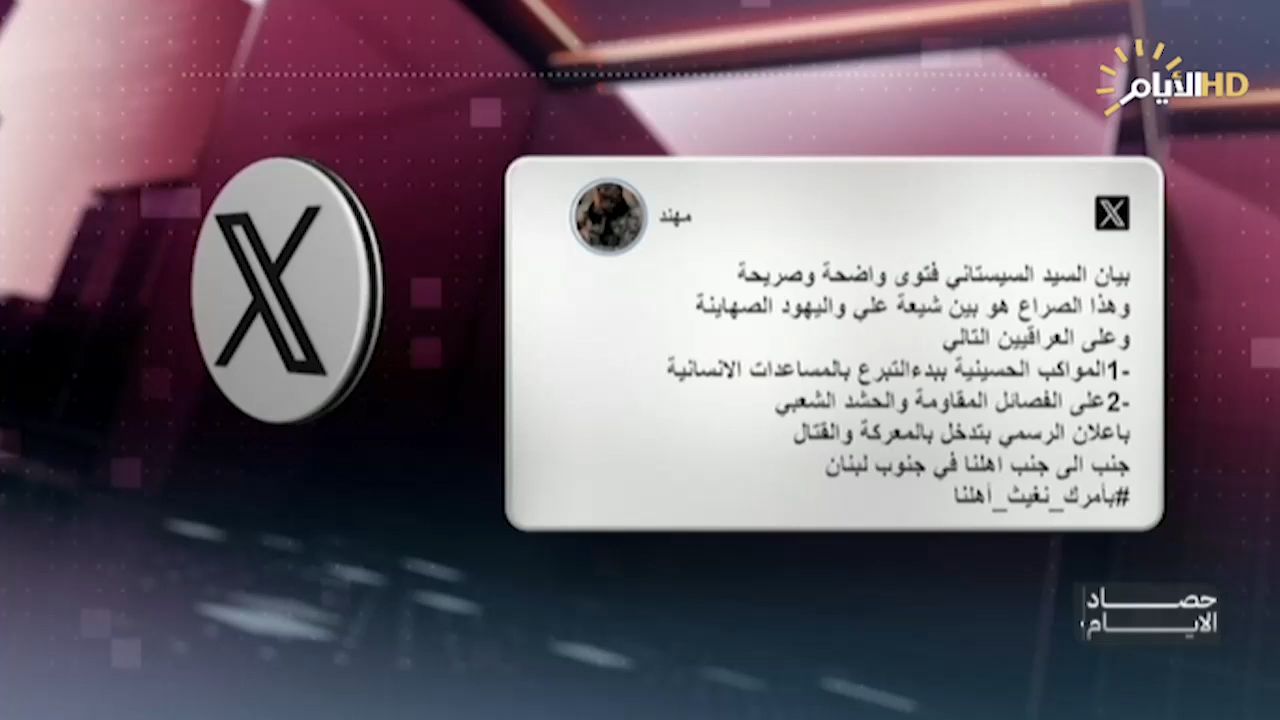 الأيام HD
مهند
بيان السيد السيستاني فتوى واضحة وصريحة
وهذا الصراع هو بين شيعة علي واليهود الصهاينة
وعلى العراقيين التالي
-1المواكب الحسينية ببدءالتبرع بالمساعدات الانسانية
-2على الفصائل المقاومة والحشد الشعبي
باعلان الرسمي بتدخل بالمعركة والقتال
جنب الى جنب اهلنا في جنوب لبنان
#بأمرك_نغيث_أهلنا
حصاد
الايام